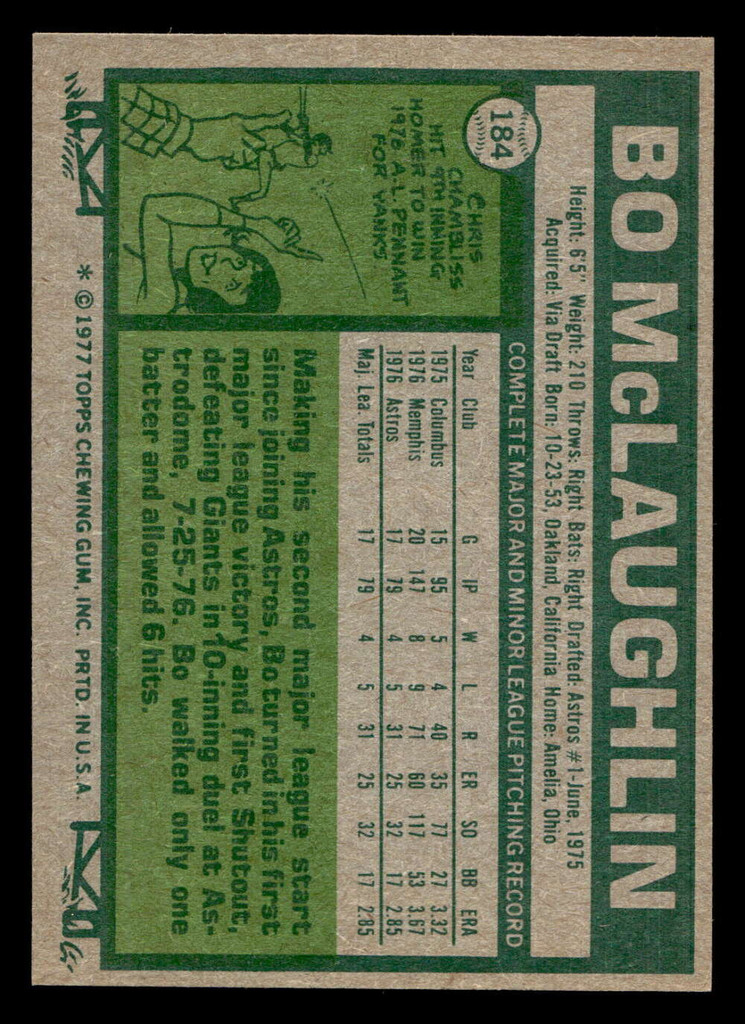 184
BO McLAUGHLIN
Height: 6'5" Weight: 210 Throws: Right Bats: Right Drafted: Astros #1-June, 1975
Acquired: Via Draft Born: 10-23-53, Oakland, California Home: Amelia, Ohio
COMPLETE MAJOR AND MINOR LEAGUE PITCHING RECORD
Year Club G IP W L R ER SO BB ERA
1975 Columbus 15 95 5 4 40 35 77 27 3.32
1976 Memphis 20 147 8 9 71 60 117 53 3.67
1976 Astros 17 79 4 5 31 25 32 17 2.85
Maj. Lea. Totals 17 79 4 5 31 25 32 17 2.85
CHRIS
CHAMBLISS
HIT 9TH INNING
HOMER TO WIN
1976 A.L. PENNANT
FOR YANKS
Making his second major league start
since joining Astros, Bo turned in his first
major league victory and first Shutout,
defeating Giants in 10-inning duel at As-
trodome, 7-25-76. Bo walked only one
batter and allowed 6 hits.
* © 1977 TOPPS CHEWING GUM, INC. PRTD. IN U.S.A.